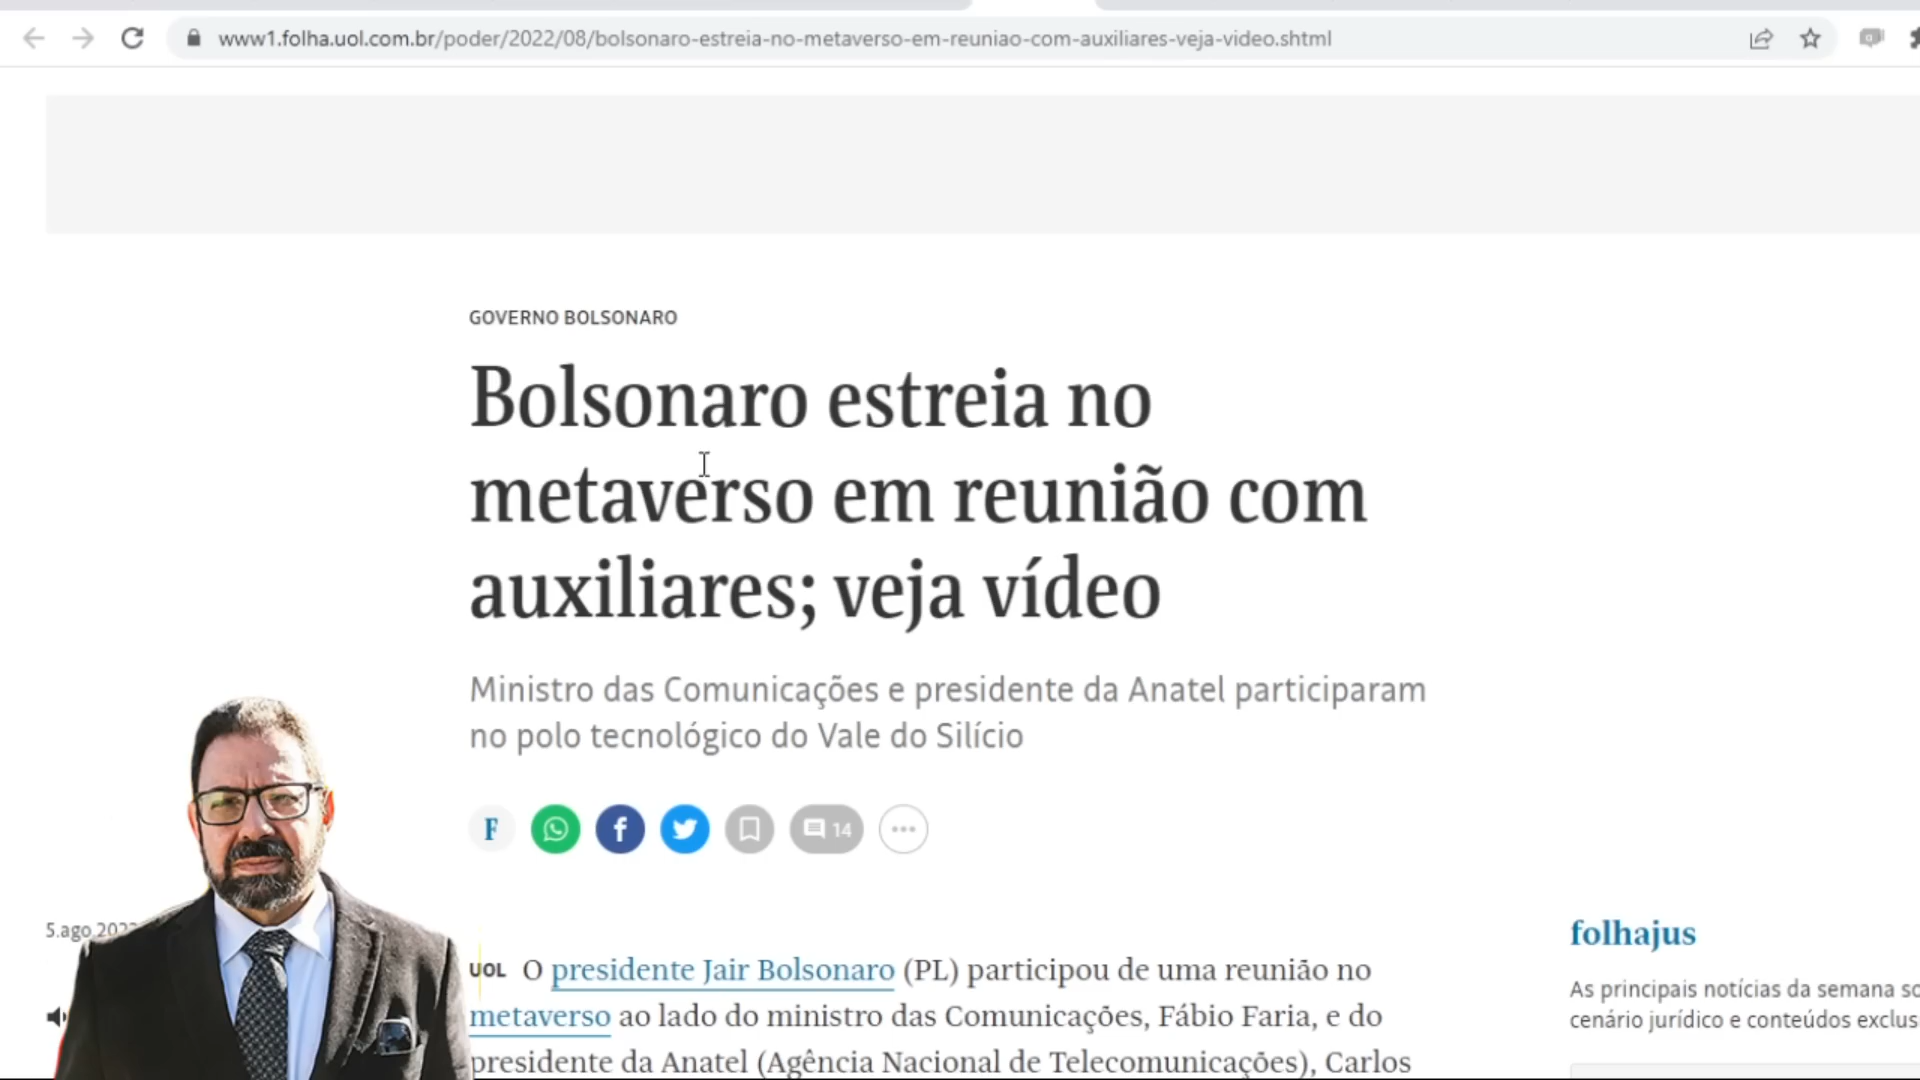 www1.folha.uol.com.br/poder/2022/08/bolsonaro-estreia-no-metaverso-em-reuniao-com-auxiliares-veja-video.shtml
GOVERNO BOLSONARO
Bolsonaro estreia no
metaverso em reunião com
auxiliares; veja vídeo
Ministro das Comunicações e presidente da Anatel participaram
no polo tecnológico do Vale do Silício
F
14
5.ago.2022
folhajus
UOL O presidente Jair Bolsonaro (PL) participou de uma reunião no
metaverso ao lado do ministro das Comunicações, Fábio Faria, e do
presidente da Anatel (Agência Nacional de Telecomunicações), Carlos
As principais notícias da semana so
cenário jurídico e conteúdos exclus